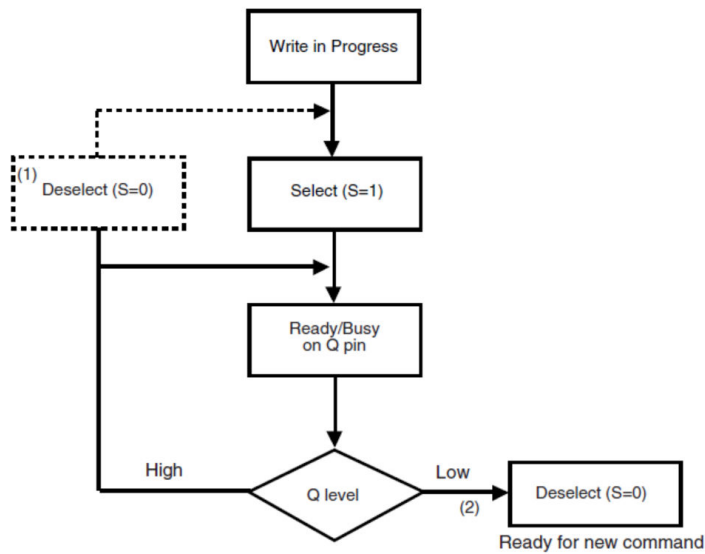 Write in Progress
(1)
Deselect (S=0)
Select (S=1)
Ready/Busy
on Q pin
High
Q level
Low
(2)
Deselect (S=0)
Ready for new command